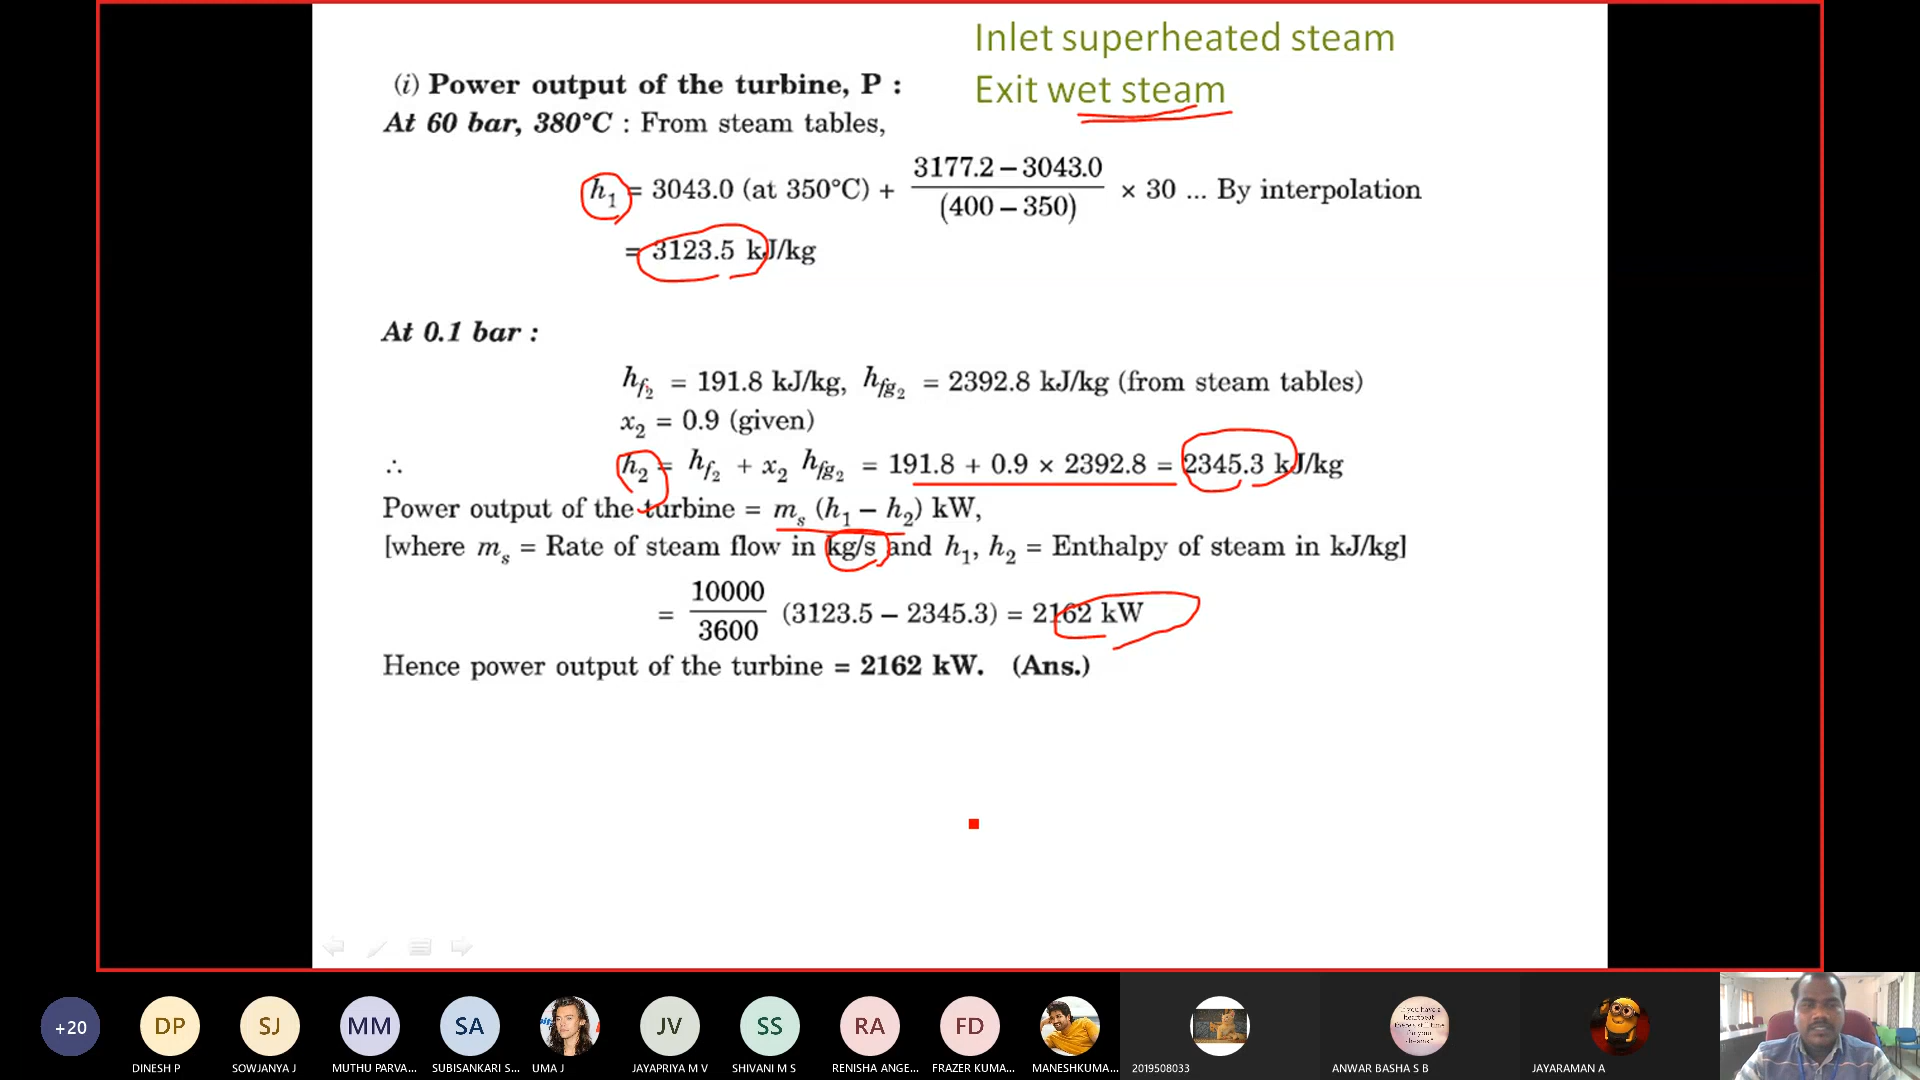 Inlet superheated steam
Exit wet steam
(i) Power output of the turbine, P :
At 60 bar, 380°C : From steam tables,
h₁ = 3043.0 (at 350°C) + (3177.2 – 3043.0)/(400 – 350) × 30 ... By interpolation
= 3123.5 kJ/kg
At 0.1 bar :
h_f₂ = 191.8 kJ/kg, h_fg₂ = 2392.8 kJ/kg (from steam tables)
x₂ = 0.9 (given)
∴ h₂ = h_f₂ + x₂ h_fg₂ = 191.8 + 0.9 × 2392.8 = 2345.3 kJ/kg
Power output of the turbine = m_s (h₁ – h₂) kW,
[where m_s = Rate of steam flow in kg/s and h₁, h₂ = Enthalpy of steam in kJ/kg]
= 10000/3600 (3123.5 – 2345.3) = 2162 kW
Hence power output of the turbine = 2162 kW. (Ans.)
+20 DP SJ MM SA JV SS RA FD
DINESH P SOWJANYA J MUTHU PARVA... SUBISANKARI S... UMA J JAYAPRIYA M V SHIVANI M S RENISHA ANGE... FRAZER KUMA... MANESHKUMA... 2019508033 ANWAR BASHA S B JAYARAMAN A